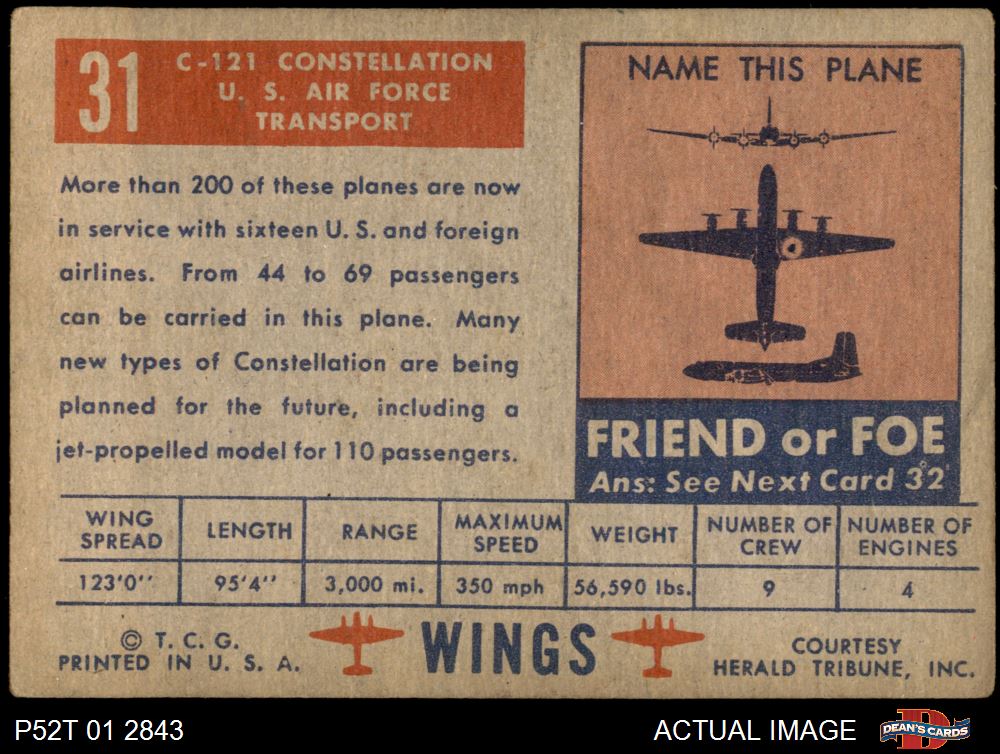 31
C-121 CONSTELLATION
U. S. AIR FORCE
TRANSPORT
More than 200 of these planes are now
in service with sixteen U. S. and foreign
airlines. From 44 to 69 passengers
can be carried in this plane. Many
new types of Constellation are being
planned for the future, including a
jet-propelled model for 110 passengers.
NAME THIS PLANE
FRIEND or FOE
Ans: See Next Card 32
WING SPREAD LENGTH RANGE MAXIMUM SPEED WEIGHT NUMBER OF CREW NUMBER OF ENGINES
123'0'' 95'4'' 3,000 mi. 350 mph 56,590 lbs. 9 4
© T. C. G.
PRINTED IN U. S. A.
WINGS
COURTESY
HERALD TRIBUNE, INC.
P52T 01 2843
ACTUAL IMAGE
DEAN'S CARDS